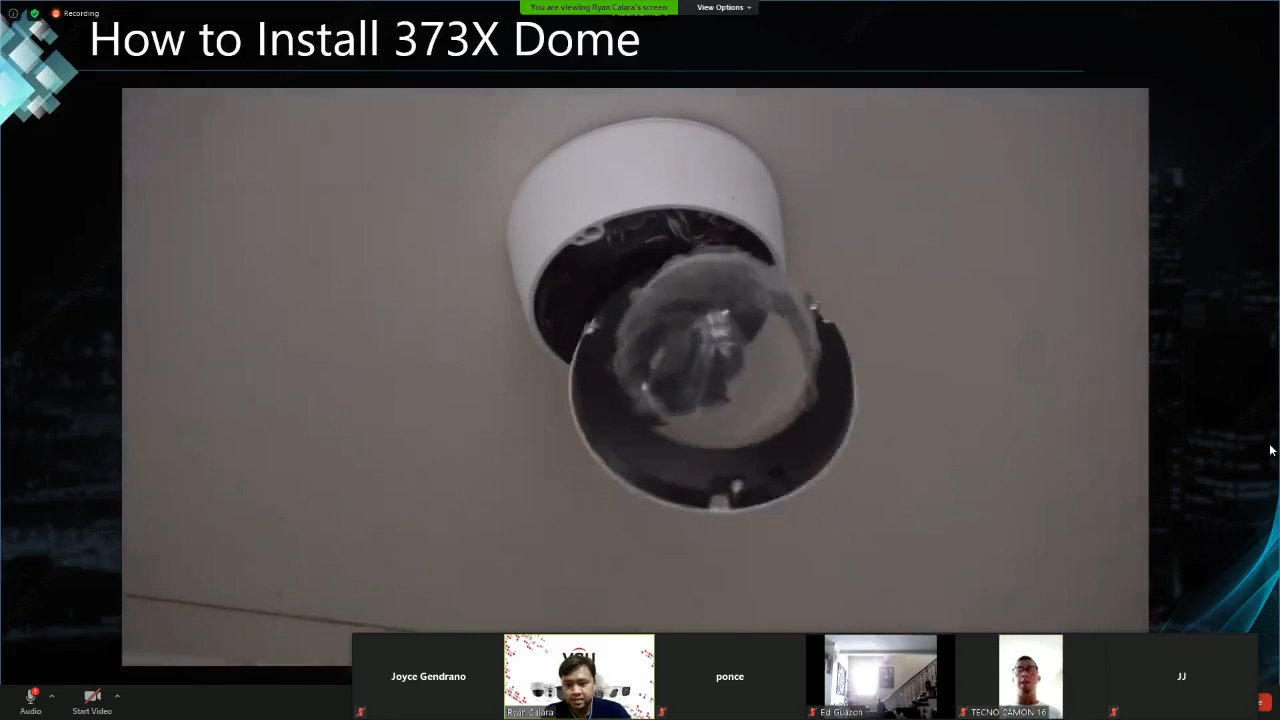 Recording
You are viewing Ryan Calara's screen
View Options
How to Install 373X Dome
Joyce Gendrano
ponce
JJ
Ryan Calara
Ed Guazon
TECNO CAMON 16
Audio
Start Video